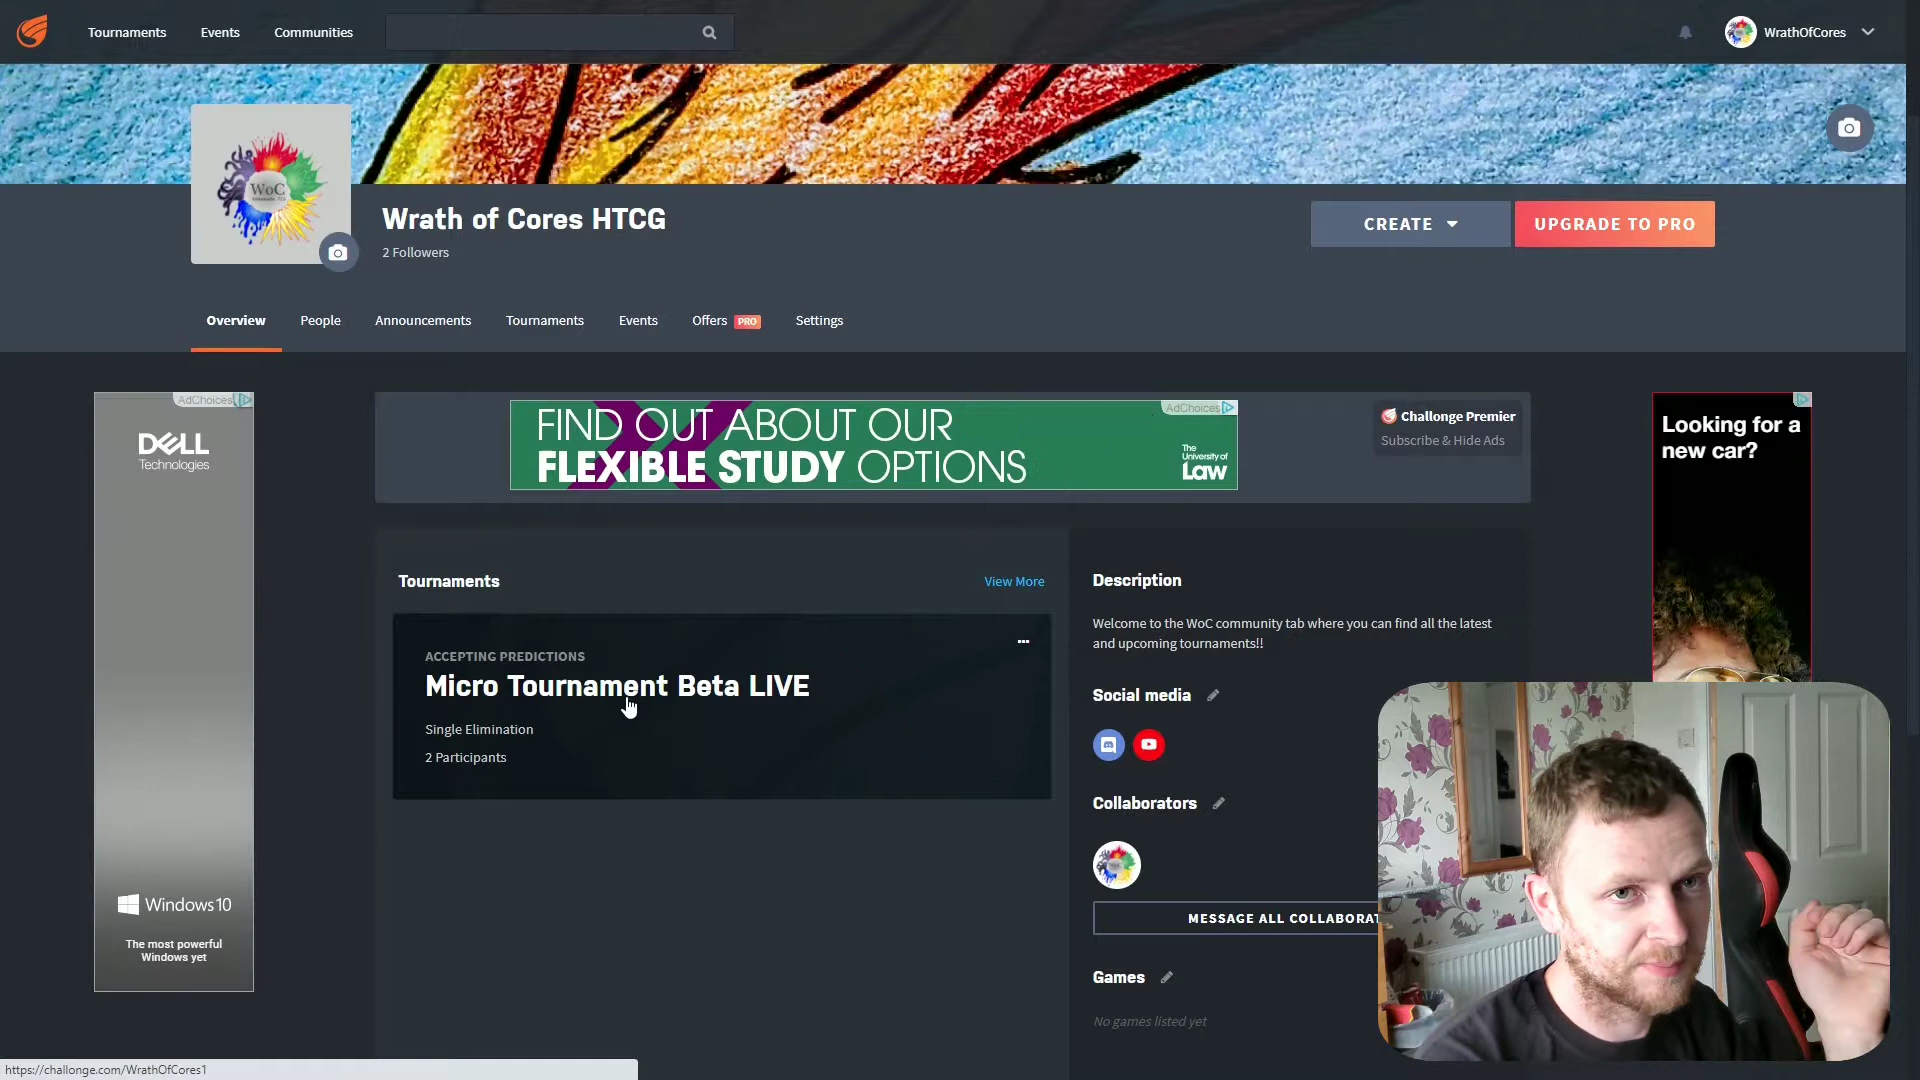 Tournaments
Events
Communities
WrathOfCores
WoC
Wrath of Cores HTCG
2 Followers
CREATE
UPGRADE TO PRO
Overview
People
Announcements
Tournaments
Events
Offers PRO
Settings
AdChoices
DELL
Technologies
Windows 10
The most powerful
Windows yet
FIND OUT ABOUT OUR
FLEXIBLE STUDY OPTIONS
AdChoices
The
University of
Law
Challonge Premier
Subscribe & Hide Ads
Looking for a
new car?
Tournaments
View More
ACCEPTING PREDICTIONS
Micro Tournament Beta LIVE
Single Elimination
2 Participants
Description
Welcome to the WoC community tab where you can find all the latest
and upcoming tournaments!!
Social media
Collaborators
MESSAGE ALL COLLABORAT
Games
No games listed yet
https://challonge.com/WrathOfCores1